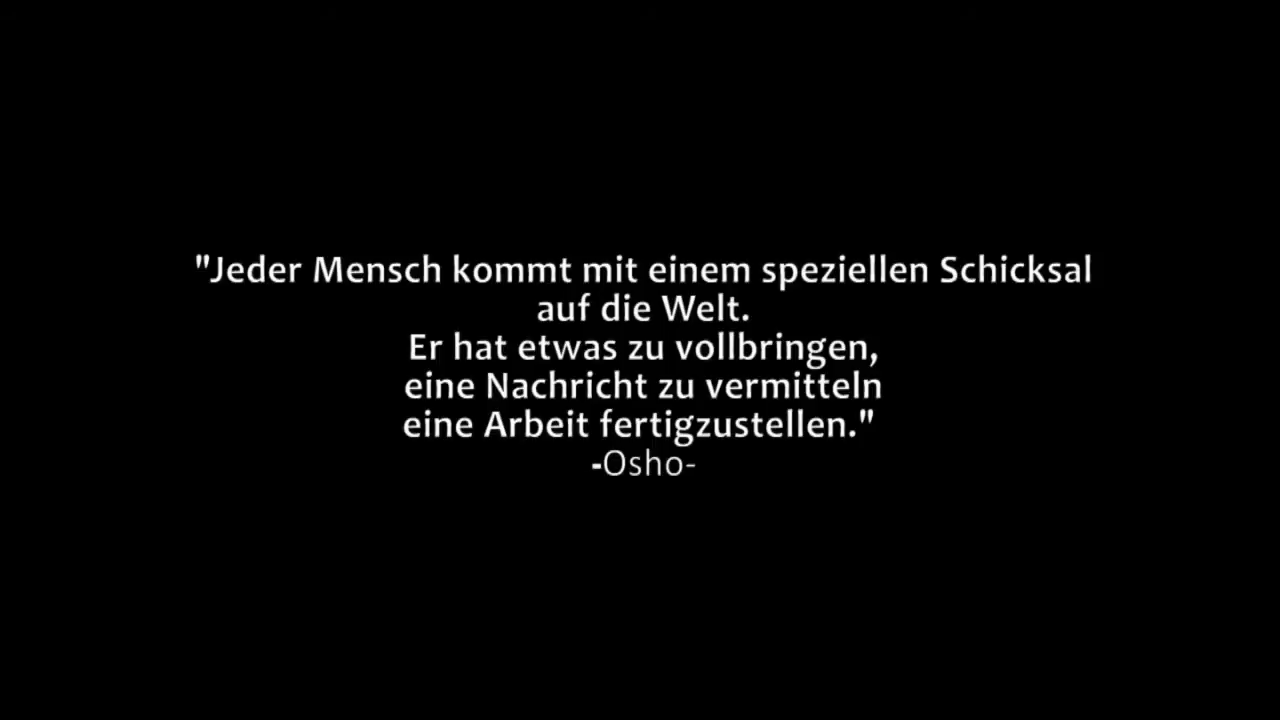 "Jeder Mensch kommt mit einem speziellen Schicksal
auf die Welt.
Er hat etwas zu vollbringen,
eine Nachricht zu vermitteln
eine Arbeit fertigzustellen."
-Osho-